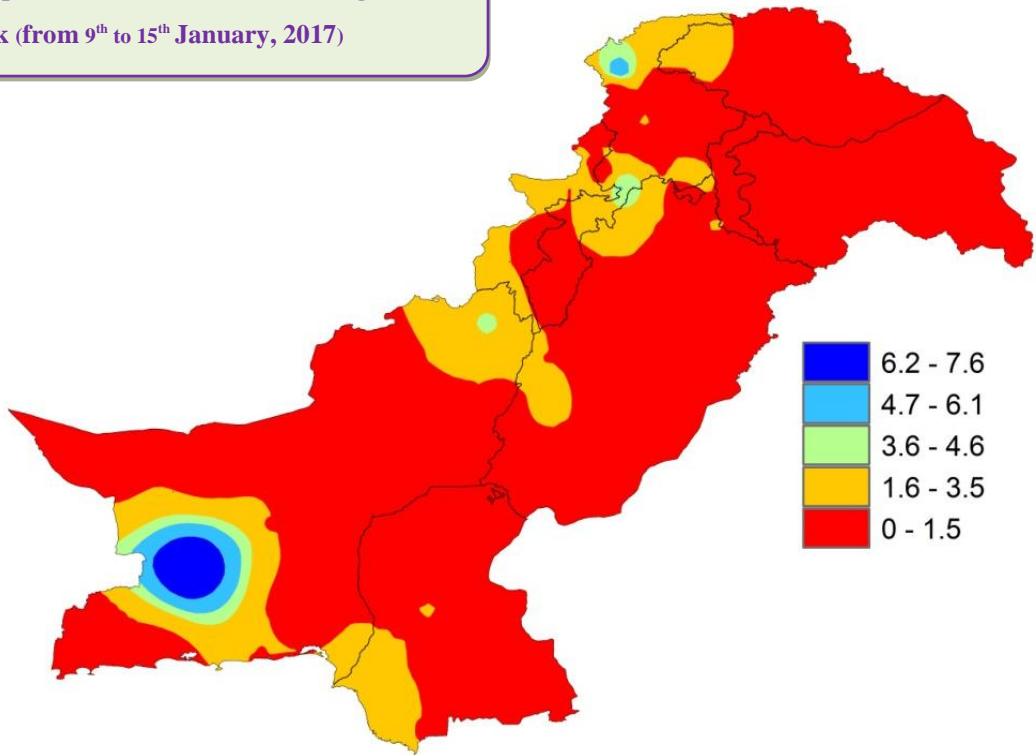 k (from 9th to 15th January, 2017)
6.2 - 7.6
4.7 - 6.1
3.6 - 4.6
1.6 - 3.5
0 - 1.5